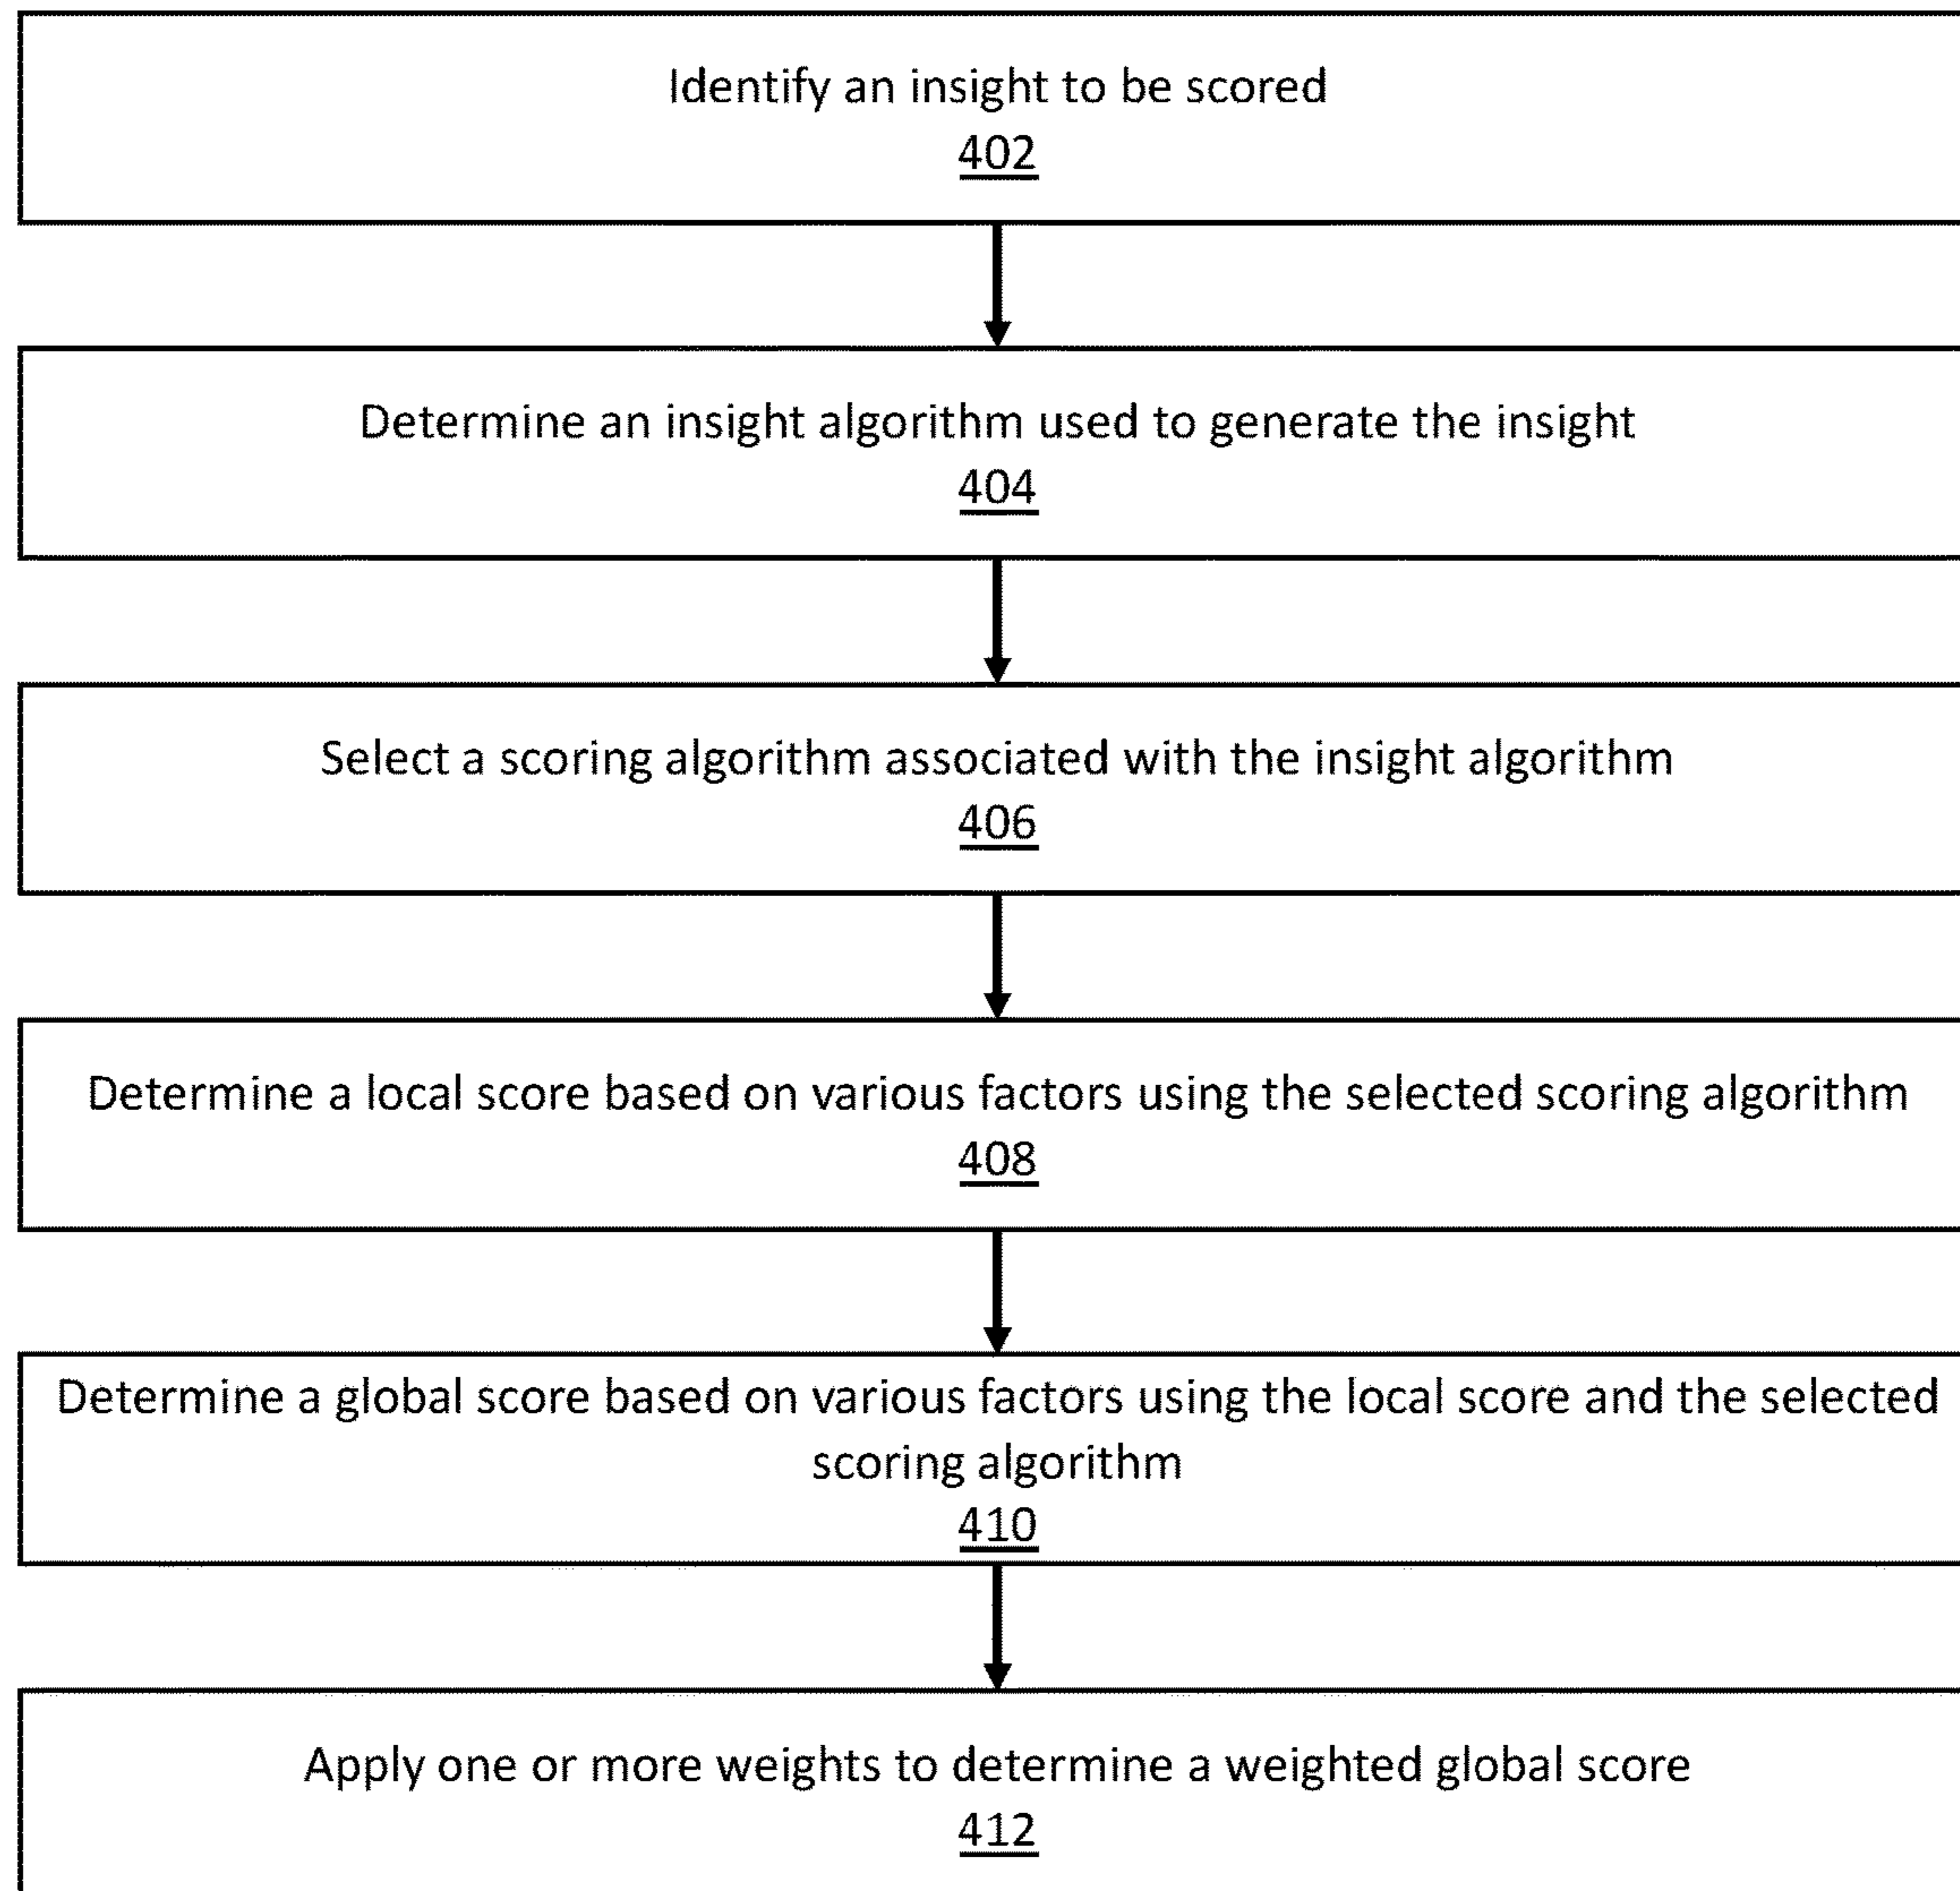 Identify an insight to be scored
402
Determine an insight algorithm used to generate the insight
404
Select a scoring algorithm associated with the insight algorithm
406
Determine a local score based on various factors using the selected scoring algorithm
408
Determine a global score based on various factors using the local score and the selected
scoring algorithm
410
Apply one or more weights to determine a weighted global score
412